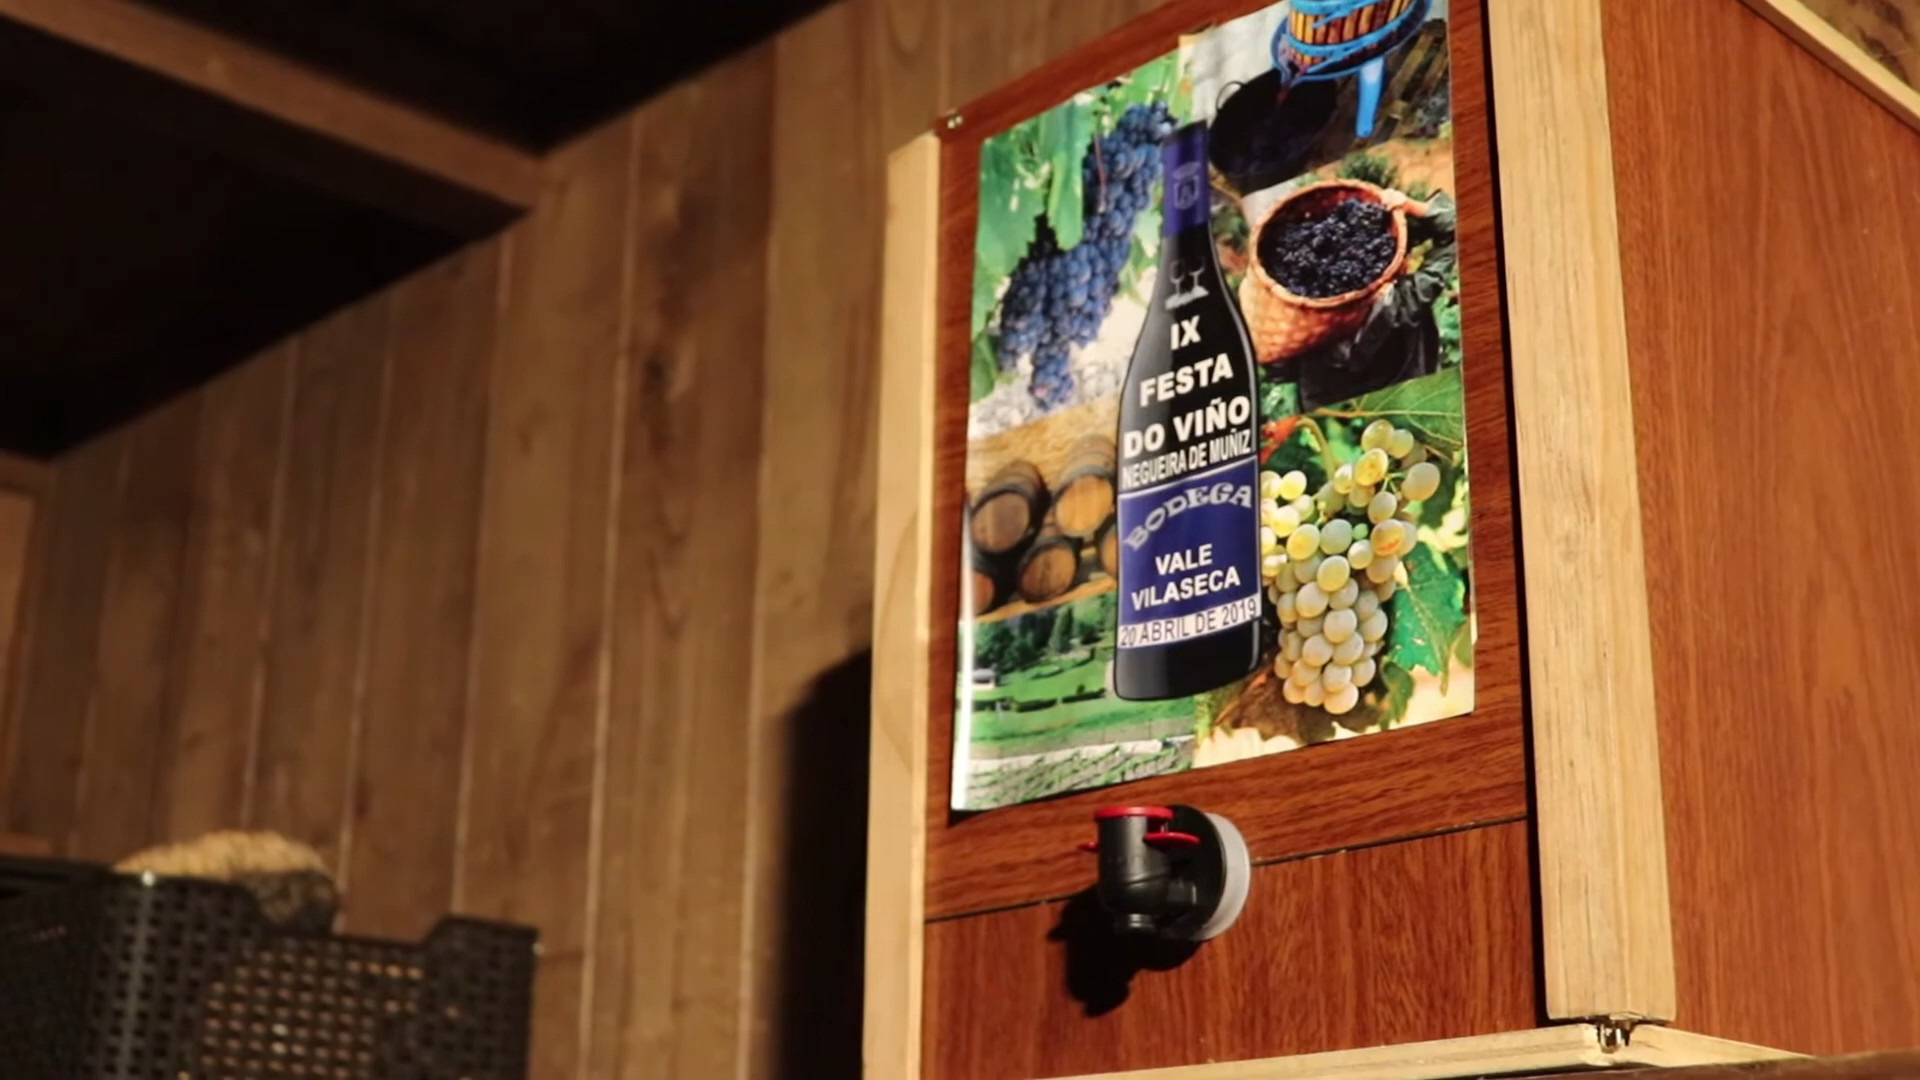 IX
FESTA
DO VIÑO
NEGUEIRA DE MUÑIZ
BODEGA
VALE
VILASECA
20 ABRIL DE 2019